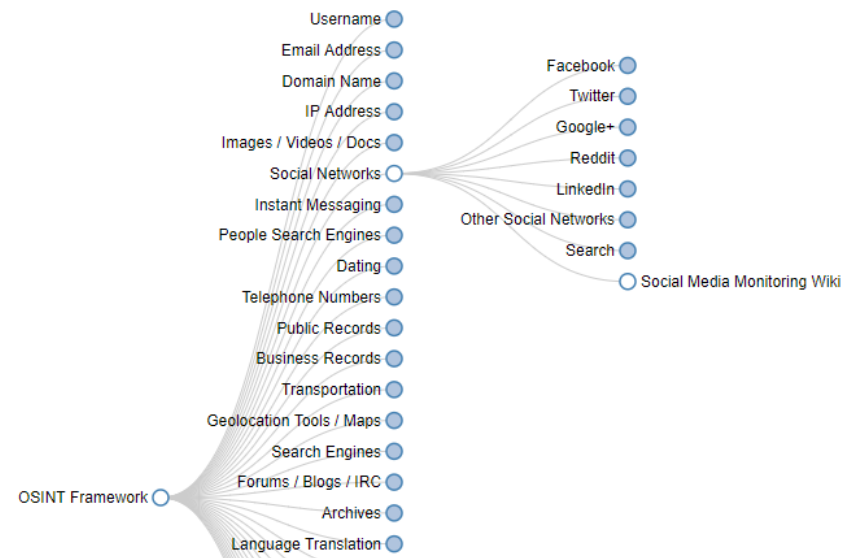 Username
Email Address
Domain Name
IP Address
Images / Videos / Docs
Social Networks
Instant Messaging
People Search Engines
Dating
Telephone Numbers
Public Records
Business Records
Transportation
Geolocation Tools / Maps
Search Engines
Forums / Blogs / IRC
OSINT Framework
Archives
Language Translation
Facebook
Twitter
Google+
Reddit
LinkedIn
Other Social Networks
Search
Social Media Monitoring Wiki